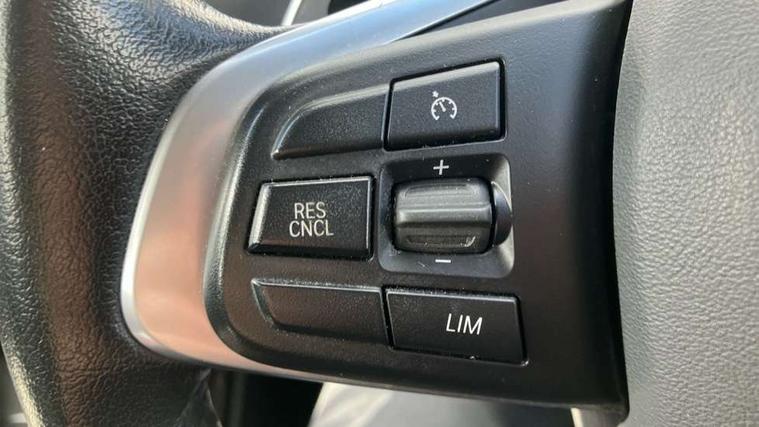 +
RES
CNCL
−
LIM